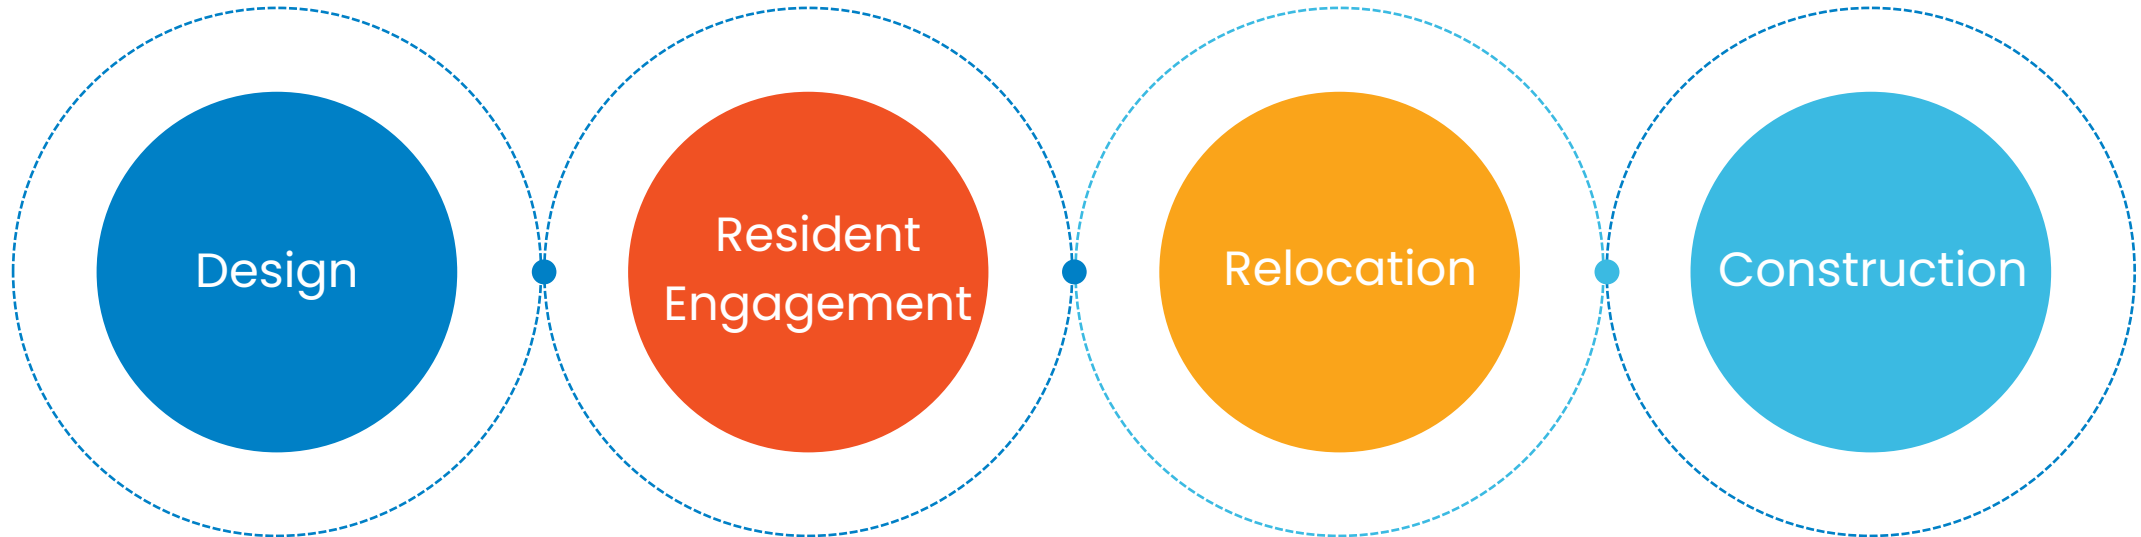 Design
Resident
Engagement
Relocation
Construction